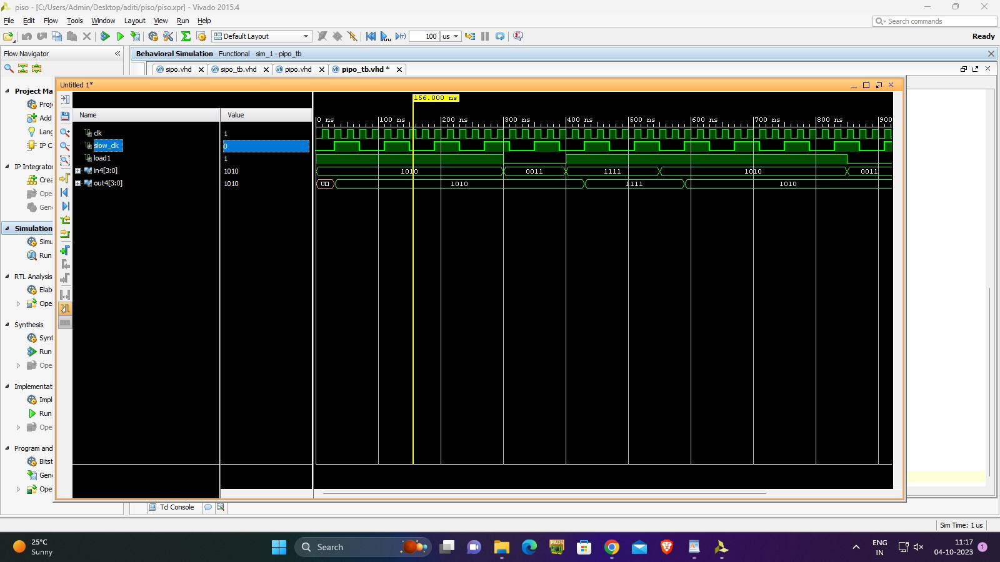 piso - [C:/Users/Admin/Desktop/aditi/piso/piso.xpr] - Vivado 2015.4
File Edit Flow Tools Window Layout View Run Help
Search commands
Default Layout
100 us
Ready
Flow Navigator
Behavioral Simulation - Functional - sim_1 - pipo_tb
sipo.vhd
sipo_tb.vhd
pipo.vhd
pipo_tb.vhd *
Untitled 1*
156.000 ns
Name Value
0 ns 100 ns 200 ns 300 ns 400 ns 500 ns 600 ns 700 ns 800 ns 900
clk 1
slow_clk 0
load1 1
in4[3:0] 1010 1010 0011 1111 1010 0011
out4[3:0] 1010 1010 1111 1010
Project Ma
Proj
Add
Lang
IP C
IP Integrator
Crea
Ope
Gen
Simulation
Simu
Run
RTL Analysis
Elab
Ope
Synthesis
Synt
Run
Ope
Implementat
Impl
Run
Ope
Program and
Bitst
Gen
Ope
Tcl Console
Sim Time: 1 us
25°C
Sunny
Search
PADS
ENG
IN
11:17
04-10-2023
1